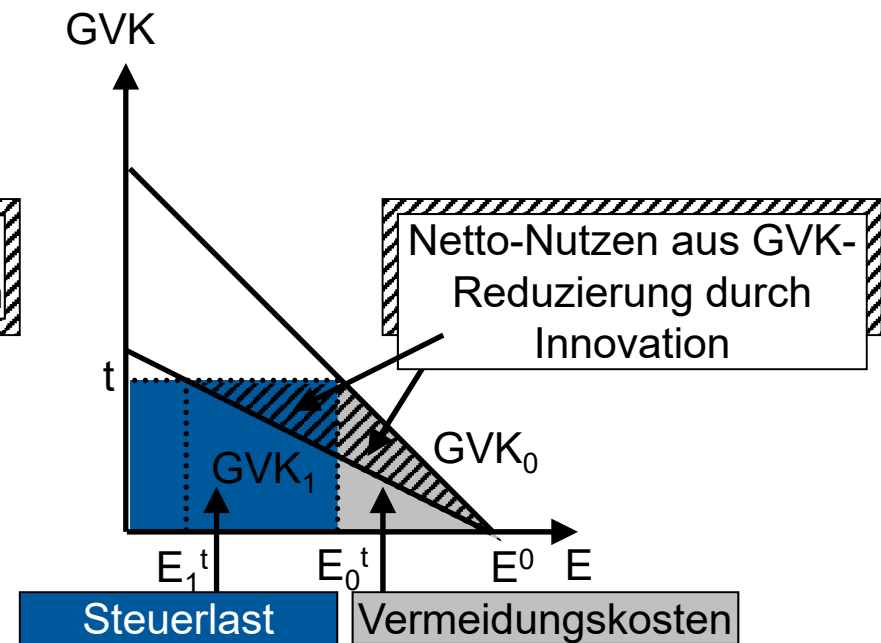 GVK
Netto-Nutzen aus GVK-
Reduzierung durch
Innovation
t
GVK₁
GVK₀
E₁ᵗ
E₀ᵗ
E⁰
E
Steuerlast
Vermeidungskosten